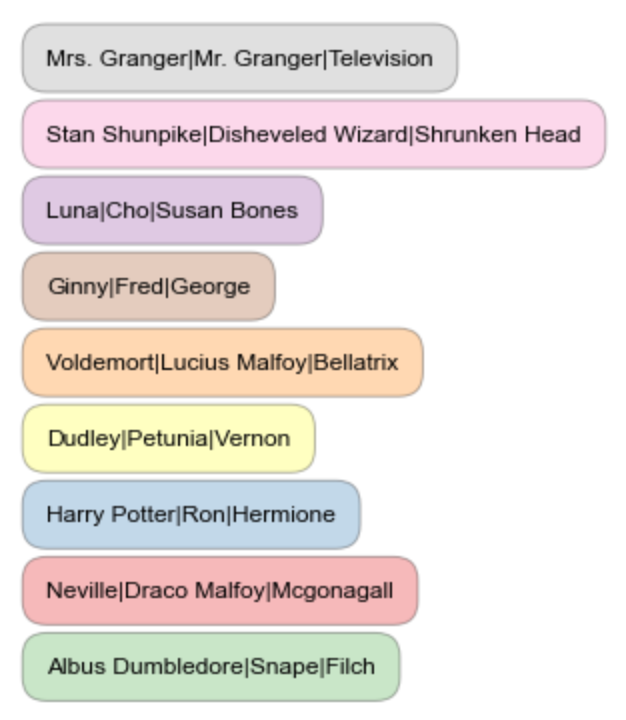 Mrs. Granger|Mr. Granger|Television
Stan Shunpike|Disheveled Wizard|Shrunken Head
Luna|Cho|Susan Bones
Ginny|Fred|George
Voldemort|Lucius Malfoy|Bellatrix
Dudley|Petunia|Vernon
Harry Potter|Ron|Hermione
Neville|Draco Malfoy|Mcgonagall
Albus Dumbledore|Snape|Filch